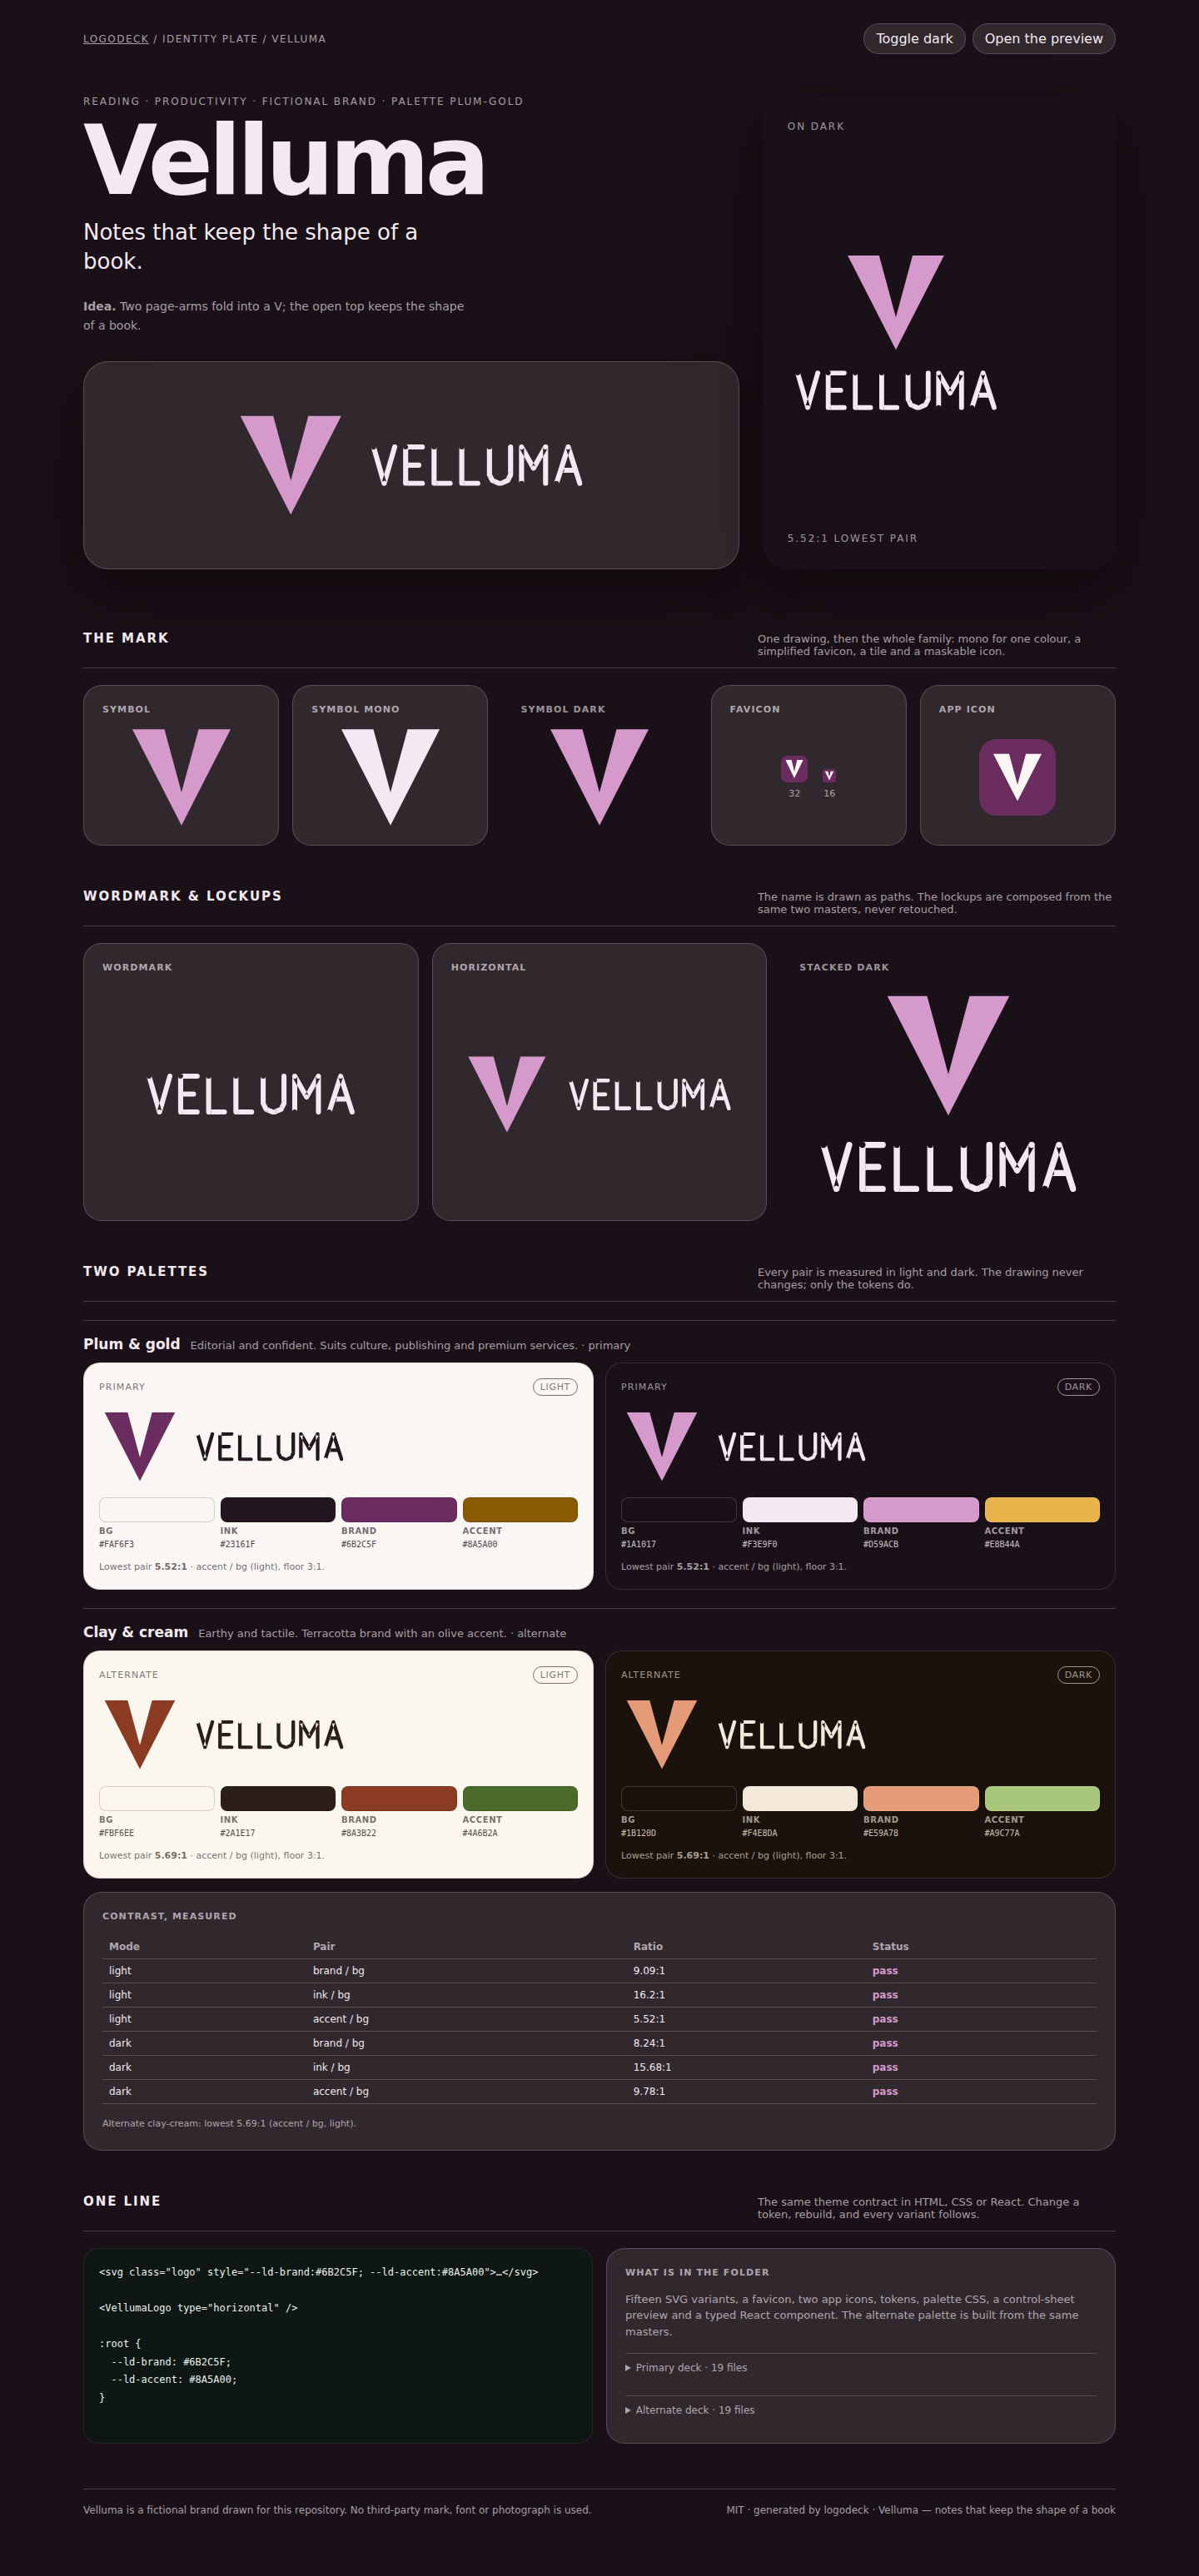 LOGODECK / IDENTITY PLATE / VELLUMA
Toggle dark
Open the preview
READING · PRODUCTIVITY · FICTIONAL BRAND · PALETTE PLUM-GOLD
Velluma
Notes that keep the shape of a
book.
Idea. Two page-arms fold into a V; the open top keeps the shape
of a book.
VELLUMA
ON DARK
VELLUMA
5.52:1 LOWEST PAIR
THE MARK
One drawing, then the whole family: mono for one colour, a
simplified favicon, a tile and a maskable icon.
SYMBOL
SYMBOL MONO
SYMBOL DARK
FAVICON
32
16
APP ICON
WORDMARK & LOCKUPS
The name is drawn as paths. The lockups are composed from the
same two masters, never retouched.
WORDMARK
VELLUMA
HORIZONTAL
VELLUMA
STACKED DARK
VELLUMA
TWO PALETTES
Every pair is measured in light and dark. The drawing never
changes; only the tokens do.
Plum & gold Editorial and confident. Suits culture, publishing and premium services. · primary
PRIMARY
LIGHT
VELLUMA
BG
INK
BRAND
ACCENT
#FAF6F3
#23161F
#6B2C5F
#8A5A00
Lowest pair 5.52:1 · accent / bg (light), floor 3:1.
PRIMARY
DARK
VELLUMA
BG
INK
BRAND
ACCENT
#1A1017
#F3E9F0
#D59ACB
#E8B44A
Lowest pair 5.52:1 · accent / bg (light), floor 3:1.
Clay & cream Earthy and tactile. Terracotta brand with an olive accent. · alternate
ALTERNATE
LIGHT
VELLUMA
BG
INK
BRAND
ACCENT
#FBF6EE
#2A1E17
#8A3B22
#4A6B2A
Lowest pair 5.69:1 · accent / bg (light), floor 3:1.
ALTERNATE
DARK
VELLUMA
BG
INK
BRAND
ACCENT
#1B120D
#F4E8DA
#E59A78
#A9C77A
Lowest pair 5.69:1 · accent / bg (light), floor 3:1.
CONTRAST, MEASURED
Mode Pair Ratio Status
light brand / bg 9.09:1 pass
light ink / bg 16.2:1 pass
light accent / bg 5.52:1 pass
dark brand / bg 8.24:1 pass
dark ink / bg 15.68:1 pass
dark accent / bg 9.78:1 pass
Alternate clay-cream: lowest 5.69:1 (accent / bg, light).
ONE LINE
The same theme contract in HTML, CSS or React. Change a
token, rebuild, and every variant follows.
<svg class="logo" style="--ld-brand:#6B2C5F; --ld-accent:#8A5A00">…</svg>
<VellumaLogo type="horizontal" />
:root {
--ld-brand: #6B2C5F;
--ld-accent: #8A5A00;
}
WHAT IS IN THE FOLDER
Fifteen SVG variants, a favicon, two app icons, tokens, palette CSS, a control-sheet
preview and a typed React component. The alternate palette is built from the same
masters.
Primary deck · 19 files
Alternate deck · 19 files
Velluma is a fictional brand drawn for this repository. No third-party mark, font or photograph is used.
MIT · generated by logodeck · Velluma — notes that keep the shape of a book